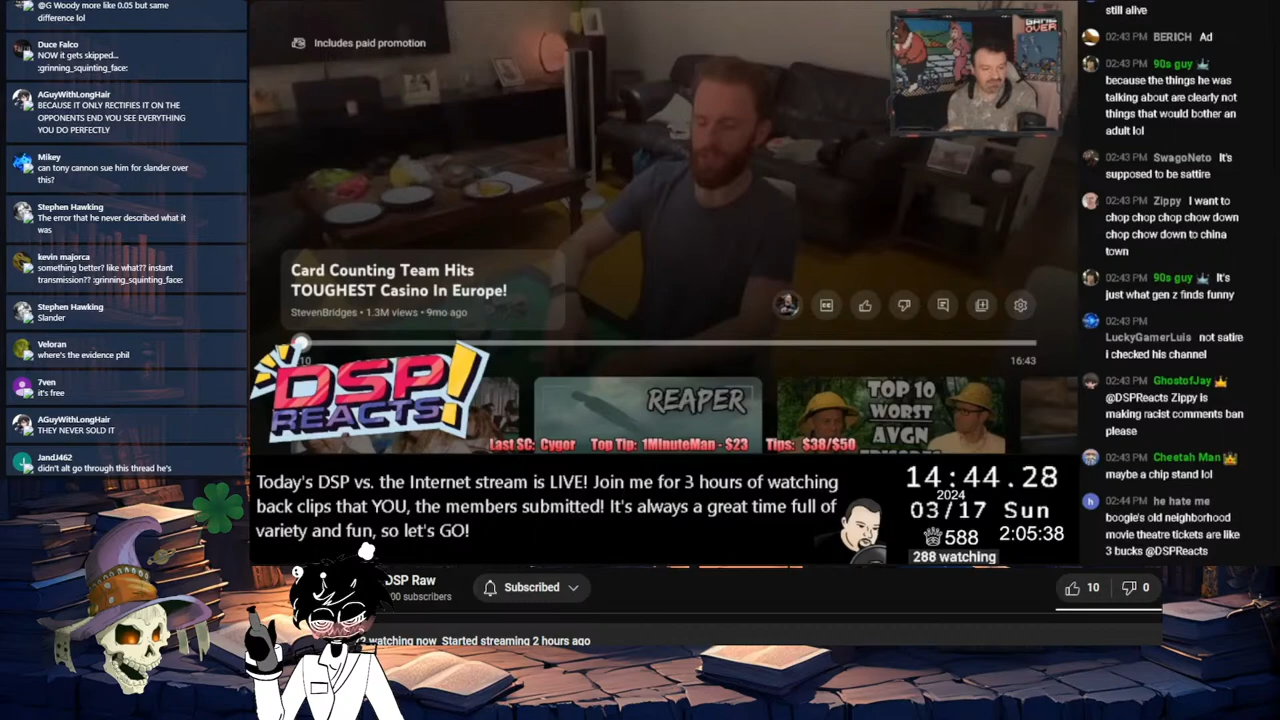 @G Woody more like 0.05 but same
difference lol
Duce Falco
NOW it gets skipped...
:grinning_squinting_face:
AGuyWithLongHair
BECAUSE IT ONLY RECTIFIES IT ON THE
OPPONENTS END YOU SEE EVERYTHING
YOU DO PERFECTLY
Mikey
can tony cannon sue him for slander over
this?
Stephen Hawking
The error that he never described what it
was
kevin majorca
something better? like what?? instant
transmission?? :grinning_squinting_face:
Stephen Hawking
Slander
Veloran
where's the evidence phil
7ven
it's free
AGuyWithLongHair
THEY NEVER SOLD IT
JandJ462
didn't alt go through this thread he's
Includes paid promotion
GAME
OVER
Card Counting Team Hits
TOUGHEST Casino In Europe!
StevenBridges • 1.3M views • 9mo ago
16:43
DSP
REACTS!
REAPER
TOP 10
WORST
AVGN
Last SC: Cygor Top Tip: 1MinuteMan - $23 Tips: $38/$50
Today's DSP vs. the Internet stream is LIVE! Join me for 3 hours of watching
back clips that YOU, the members submitted! It's always a great time full of
variety and fun, so let's GO!
14:44.28
2024
03/17 Sun
588
2:05:38
288 watching
DSP Raw
00 subscribers
Subscribed
10
0
2 watching now Started streaming 2 hours ago
still alive
02:43 PM BERICH Ad
02:43 PM 90s guy
because the things he was
talking about are clearly not
things that would bother an
adult lol
02:43 PM SwagoNeto It's
supposed to be sattire
02:43 PM Zippy I want to
chop chop chop chow down
chop chow down to china
town
02:43 PM 90s guy It's
just what gen z finds funny
02:43 PM
LuckyGamerLuis not satire
i checked his channel
02:43 PM GhostofJay
@DSPReacts Zippy is
making racist comments ban
please
02:43 PM Cheetah Man
maybe a chip stand lol
02:44 PM he hate me
boogie's old neighborhood
movie theatre tickets are like
3 bucks @DSPReacts